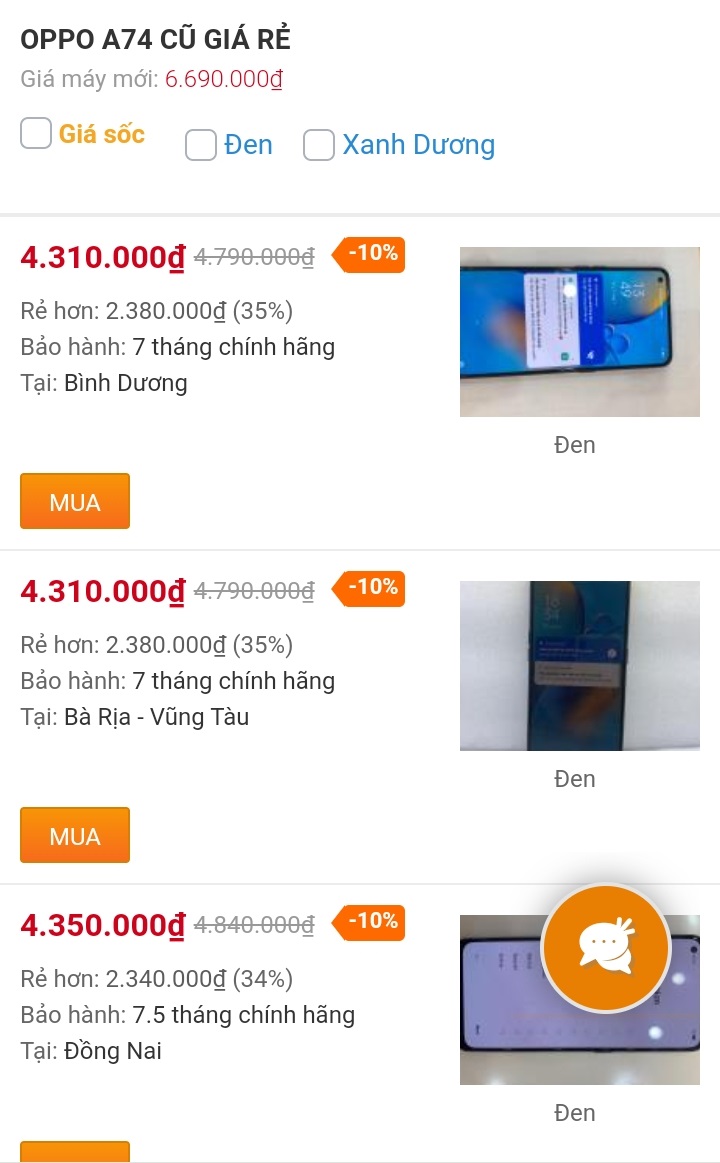 OPPO A74 CŨ GIÁ RẺ
Giá máy mới: 6.690.000₫
Giá sốc
Đen
Xanh Dương
4.310.000₫ 4.790.000₫ -10%
Rẻ hơn: 2.380.000₫ (35%)
Bảo hành: 7 tháng chính hãng
Tại: Bình Dương
Đen
MUA
4.310.000₫ 4.790.000₫ -10%
Rẻ hơn: 2.380.000₫ (35%)
Bảo hành: 7 tháng chính hãng
Tại: Bà Rịa - Vũng Tàu
Đen
MUA
4.350.000₫ 4.840.000₫ -10%
Rẻ hơn: 2.340.000₫ (34%)
Bảo hành: 7.5 tháng chính hãng
Tại: Đồng Nai
Đen